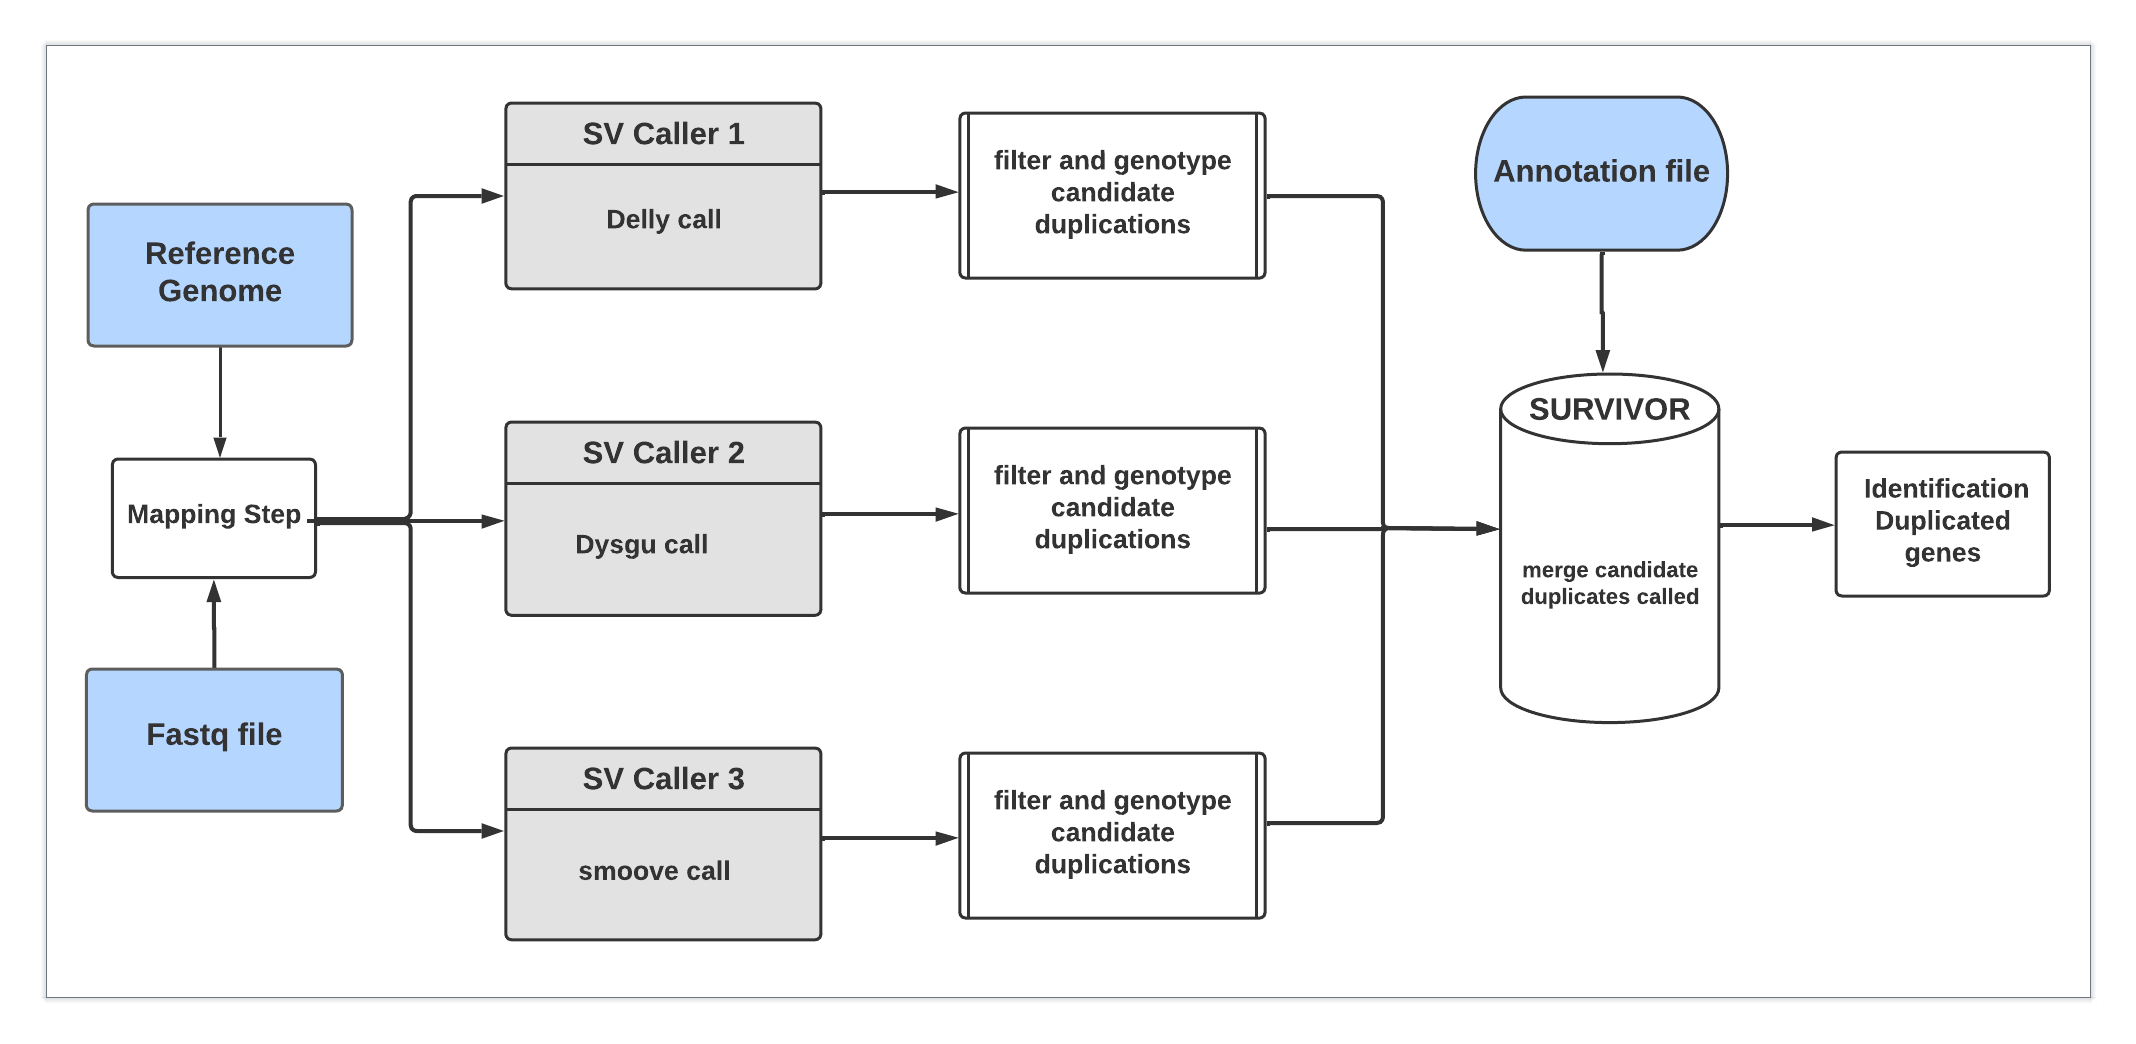 Reference
Genome
Mapping Step
Fastq file
SV Caller 1
Delly call
SV Caller 2
Dysgu call
SV Caller 3
smoove call
filter and genotype
candidate
duplications
filter and genotype
candidate
duplications
filter and genotype
candidate
duplications
Annotation file
SURVIVOR
merge candidate
duplicates called
Identification
Duplicated
genes